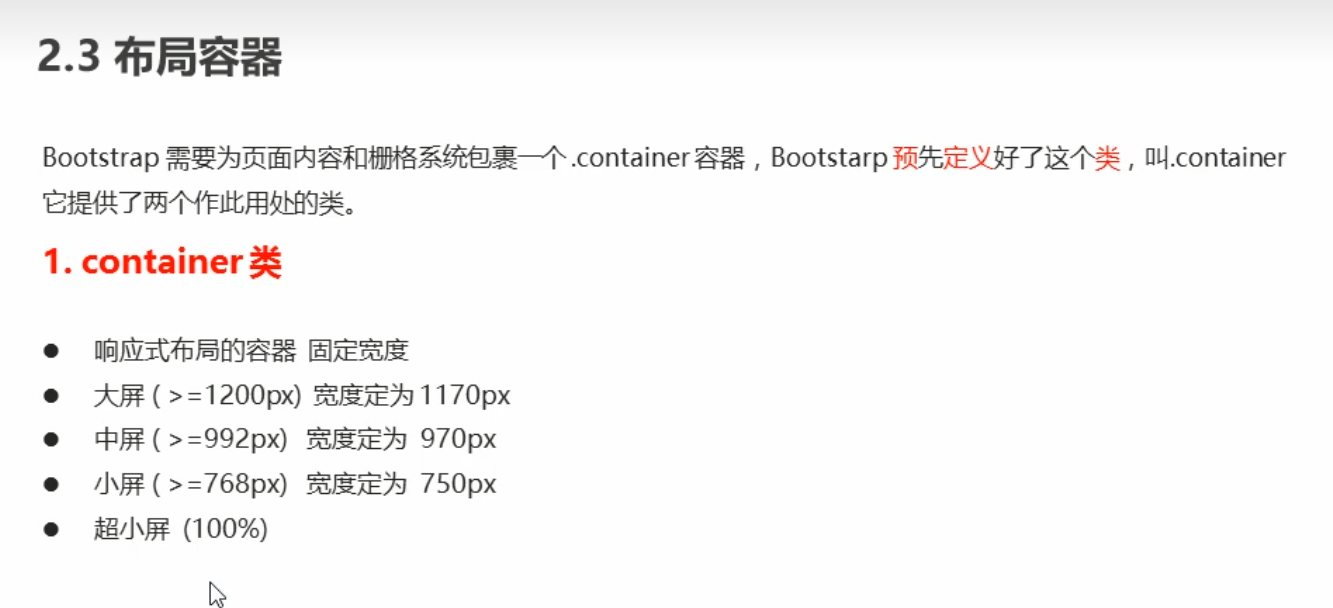 2.3 布局容器
Bootstrap 需要为页面内容和栅格系统包裹一个 .container 容器，Bootstarp 预先定义好了这个类，叫.container
它提供了两个作此用处的类。
1. container 类
● 响应式布局的容器 固定宽度
● 大屏 ( >=1200px) 宽度定为 1170px
● 中屏 ( >=992px) 宽度定为 970px
● 小屏 ( >=768px) 宽度定为 750px
● 超小屏 (100%)